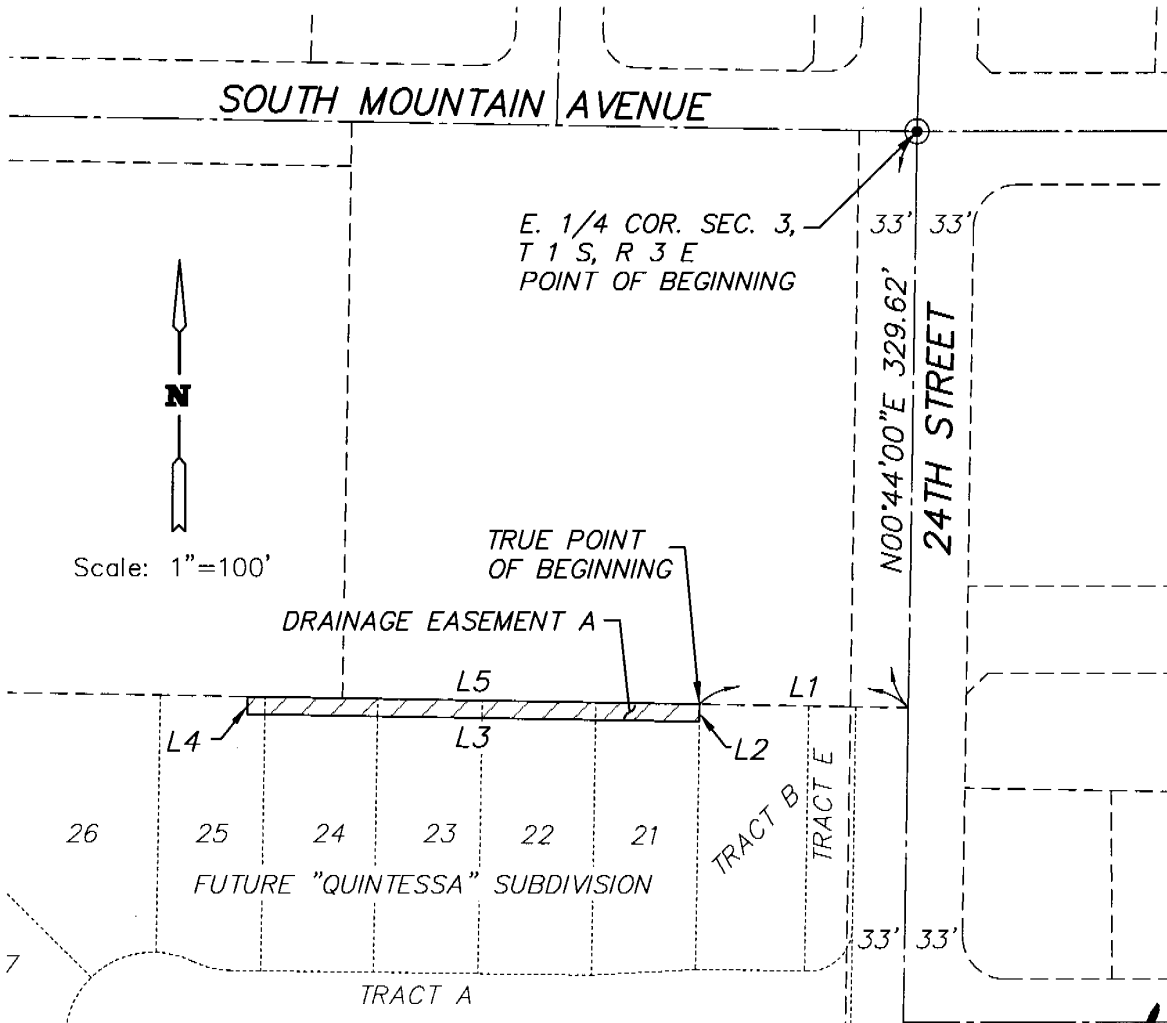 SOUTH MOUNTAIN AVENUE
E. 1/4 COR. SEC. 3,
T 1 S, R 3 E
POINT OF BEGINNING
33' 33'
N00°44'00"E 329.62'
24TH STREET
N
Scale: 1"=100'
TRUE POINT
OF BEGINNING
DRAINAGE EASEMENT A
L5
L1
L4
L3
L2
26
25
24
23
22
21
TRACT B
TRACT E
FUTURE "QUINTESSA" SUBDIVISION
33' 33'
7
TRACT A